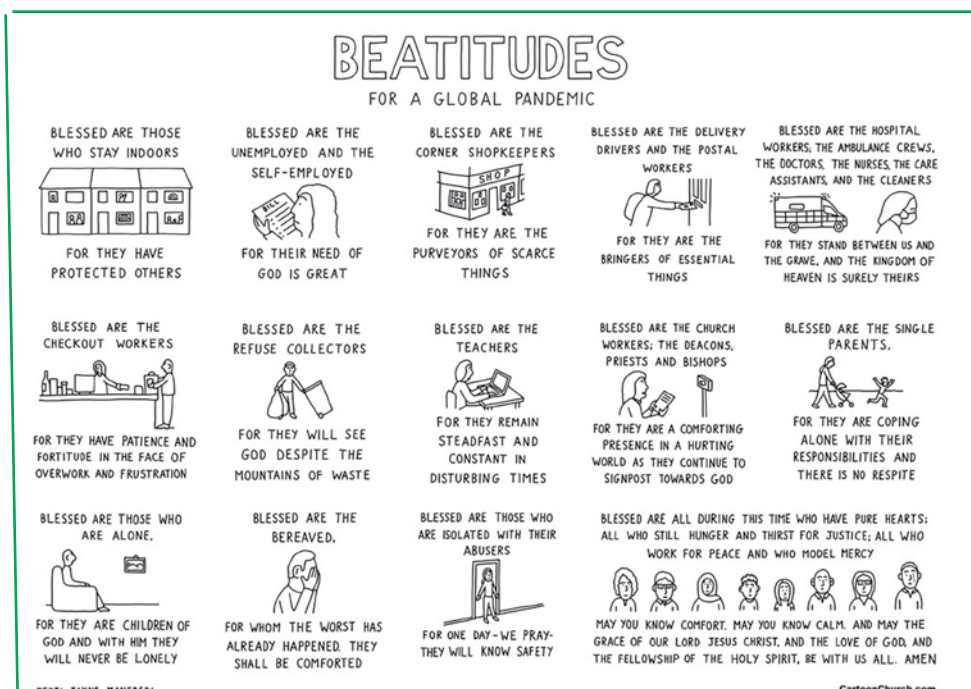 BEATITUDES
FOR A GLOBAL PANDEMIC
BLESSED ARE THOSE
WHO STAY INDOORS
FOR THEY HAVE
PROTECTED OTHERS
BLESSED ARE THE
UNEMPLOYED AND THE
SELF-EMPLOYED
BILL
FOR THEIR NEED OF
GOD IS GREAT
BLESSED ARE THE
CORNER SHOPKEEPERS
SHOP
FOR THEY ARE THE
PURVEYORS OF SCARCE
THINGS
BLESSED ARE THE DELIVERY
DRIVERS AND THE POSTAL
WORKERS
FOR THEY ARE THE
BRINGERS OF ESSENTIAL
THINGS
BLESSED ARE THE HOSPITAL
WORKERS, THE AMBULANCE CREWS,
THE DOCTORS, THE NURSES, THE CARE
ASSISTANTS, AND THE CLEANERS
FOR THEY STAND BETWEEN US AND
THE GRAVE, AND THE KINGDOM OF
HEAVEN IS SURELY THEIRS
BLESSED ARE THE
CHECKOUT WORKERS
FOR THEY HAVE PATIENCE AND
FORTITUDE IN THE FACE OF
OVERWORK AND FRUSTRATION
BLESSED ARE THE
REFUSE COLLECTORS
FOR THEY WILL SEE
GOD DESPITE THE
MOUNTAINS OF WASTE
BLESSED ARE THE
TEACHERS
FOR THEY REMAIN
STEADFAST AND
CONSTANT IN
DISTURBING TIMES
BLESSED ARE THE CHURCH
WORKERS; THE DEACONS,
PRIESTS AND BISHOPS
FOR THEY ARE A COMFORTING
PRESENCE IN A HURTING
WORLD AS THEY CONTINUE TO
SIGNPOST TOWARDS GOD
BLESSED ARE THE SINGLE
PARENTS,
FOR THEY ARE COPING
ALONE WITH THEIR
RESPONSIBILITIES AND
THERE IS NO RESPITE
BLESSED ARE THOSE WHO
ARE ALONE,
FOR THEY ARE CHILDREN OF
GOD AND WITH HIM THEY
WILL NEVER BE LONELY
BLESSED ARE THE
BEREAVED,
FOR WHOM THE WORST HAS
ALREADY HAPPENED. THEY
SHALL BE COMFORTED
BLESSED ARE THOSE WHO
ARE ISOLATED WITH THEIR
ABUSERS
FOR ONE DAY-WE PRAY-
THEY WILL KNOW SAFETY
BLESSED ARE ALL DURING THIS TIME WHO HAVE PURE HEARTS;
ALL WHO STILL HUNGER AND THIRST FOR JUSTICE; ALL WHO
WORK FOR PEACE AND WHO MODEL MERCY
MAY YOU KNOW COMFORT. MAY YOU KNOW CALM. AND MAY THE
GRACE OF OUR LORD JESUS CHRIST, AND THE LOVE OF GOD, AND
THE FELLOWSHIP OF THE HOLY SPIRIT, BE WITH US ALL. AMEN
CartoonChurch.com